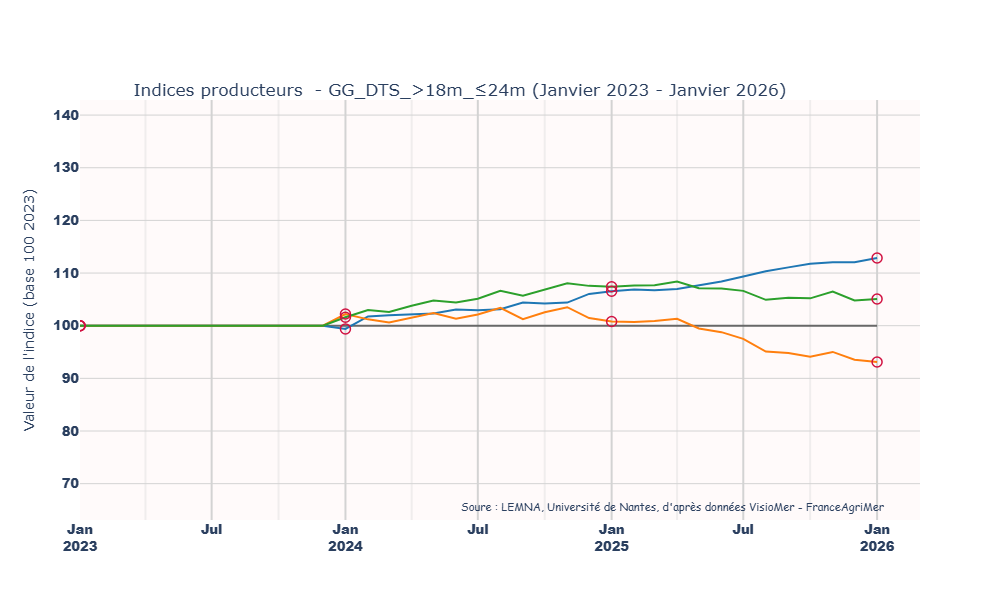 Indices producteurs - GG_DTS_>18m_≤24m (Janvier 2023 - Janvier 2026)
Valeur de l'indice (base 100 2023)
140
130
120
110
100
90
80
70
Soure : LEMNA, Université de Nantes, d'après données VisioMer - FranceAgriMer
Jan Jul Jan Jul Jan Jul Jan
2023 2024 2025 2026